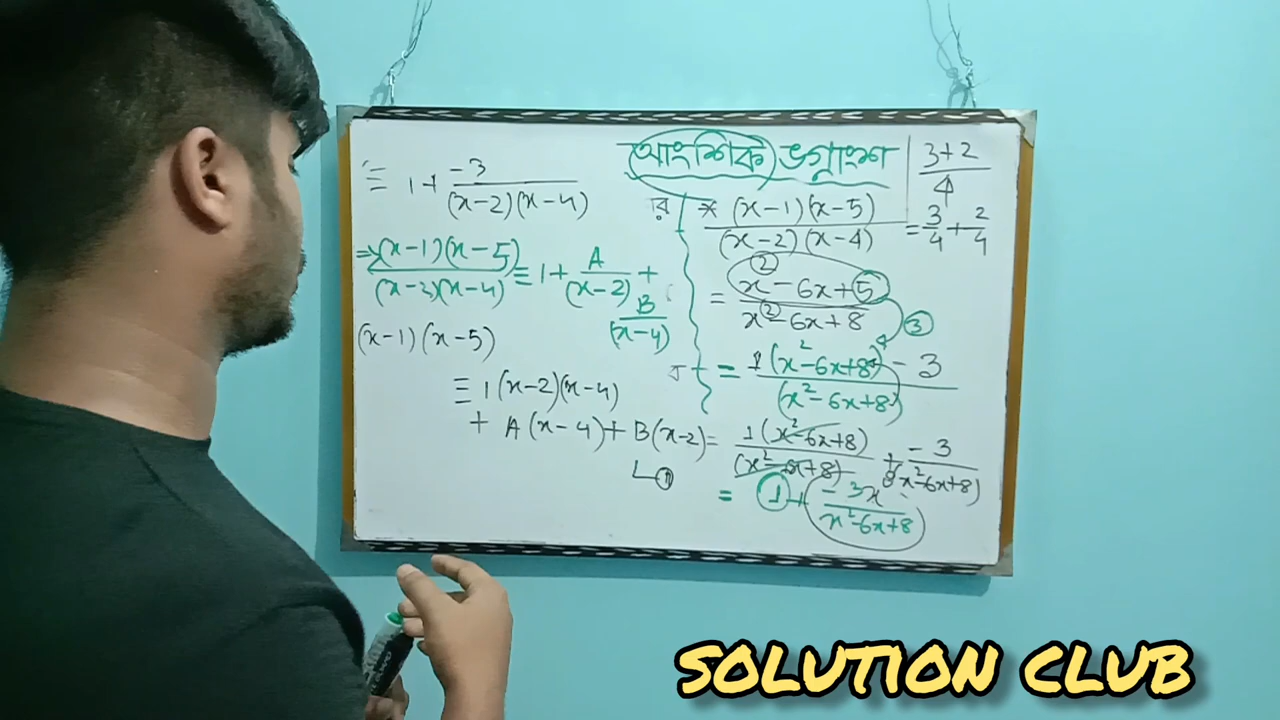 আংশিক ভগ্নাংশ
(x-1)(x-5)
(x-2)(x-4)
= x - 6x + 5
②
x² - 6x + 8
③
= 1(x²-6x+8) - 3
(x²-6x+8)
= 1(x²-6x+8) + -3
(x²-6x+8) (x²-6x+8)
= 1 + -3x
x²-6x+8
3+2
4
= 3/4 + 2/4
≡ 1 + -3
(x-2)(x-4)
⇒ (x-1)(x-5) ≡ 1 + A +
(x-2)(x-4) (x-2)
B
(x-4)
(x-1)(x-5)
≡ 1(x-2)(x-4)
+ A(x-4) + B(x-2)
SOLUTION CLUB